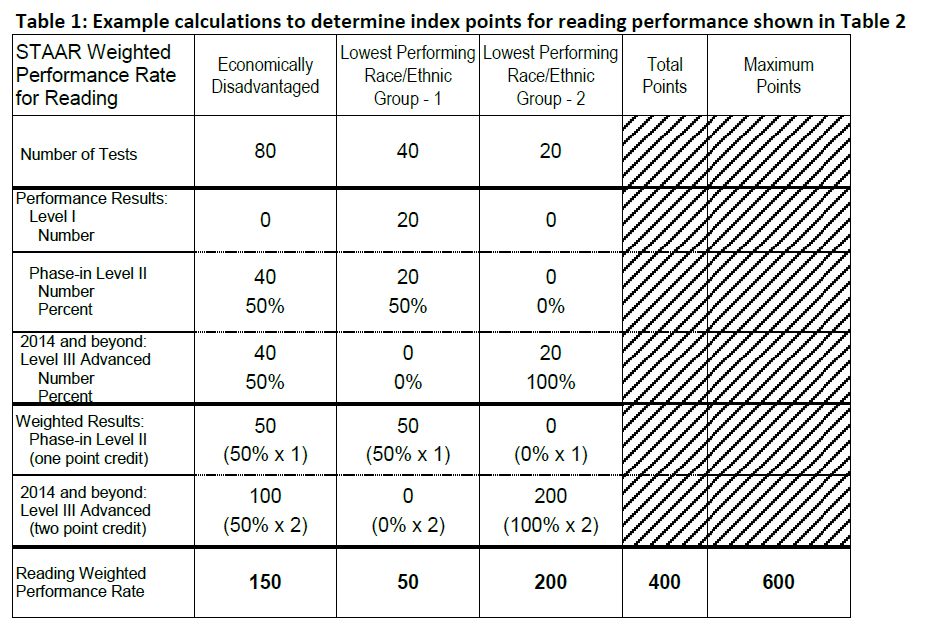 Table 1: Example calculations to determine index points for reading performance shown in Table 2
STAAR Weighted
Performance Rate
for Reading
Economically
Disadvantaged
Lowest Performing
Race/Ethnic
Group - 1
Lowest Performing
Race/Ethnic
Group - 2
Total
Points
Maximum
Points
Number of Tests
80
40
20
Performance Results:
Level I
Number
0
20
0
Phase-in Level II
Number
Percent
40
50%
20
50%
0
0%
2014 and beyond:
Level III Advanced
Number
Percent
40
50%
0
0%
20
100%
Weighted Results:
Phase-in Level II
(one point credit)
50
(50% x 1)
50
(50% x 1)
0
(0% x 1)
2014 and beyond:
Level III Advanced
(two point credit)
100
(50% x 2)
0
(0% x 2)
200
(100% x 2)
Reading Weighted
Performance Rate
150
50
200
400
600